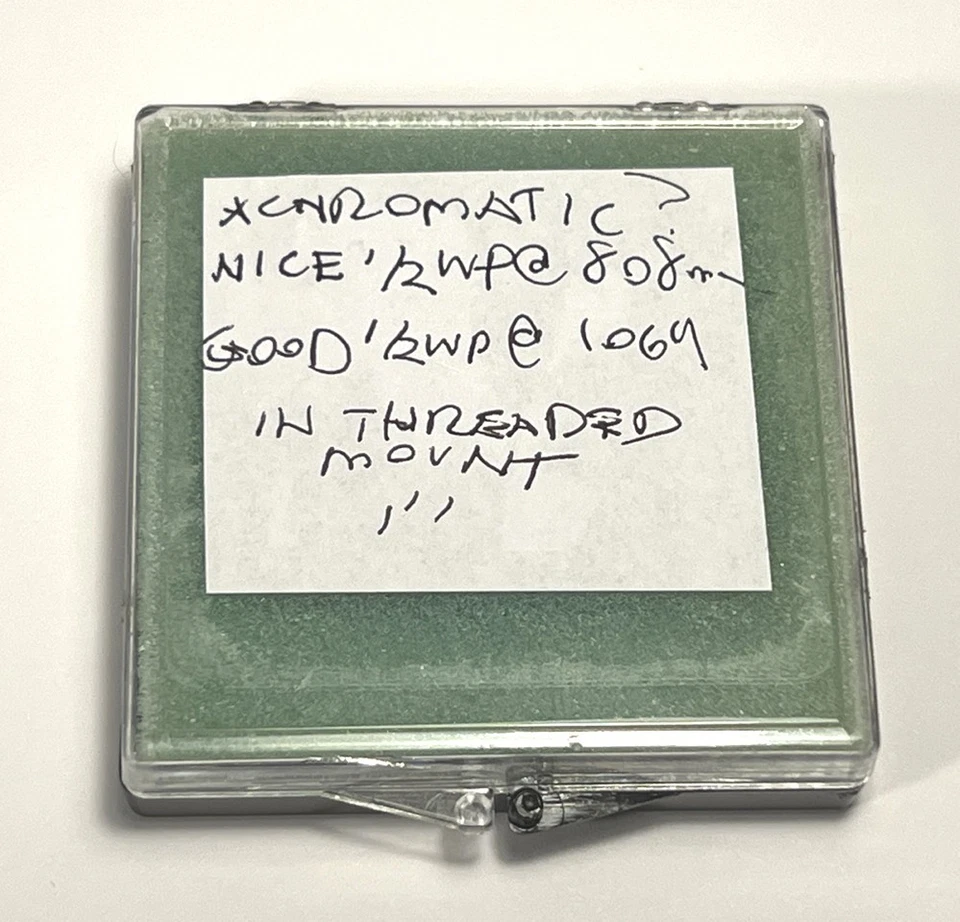 ACHROMATIC ?
NICE 1/2WP@ 808nm
GOOD 1/2WP@ 1064
IN THREADED
MOUNT
1"